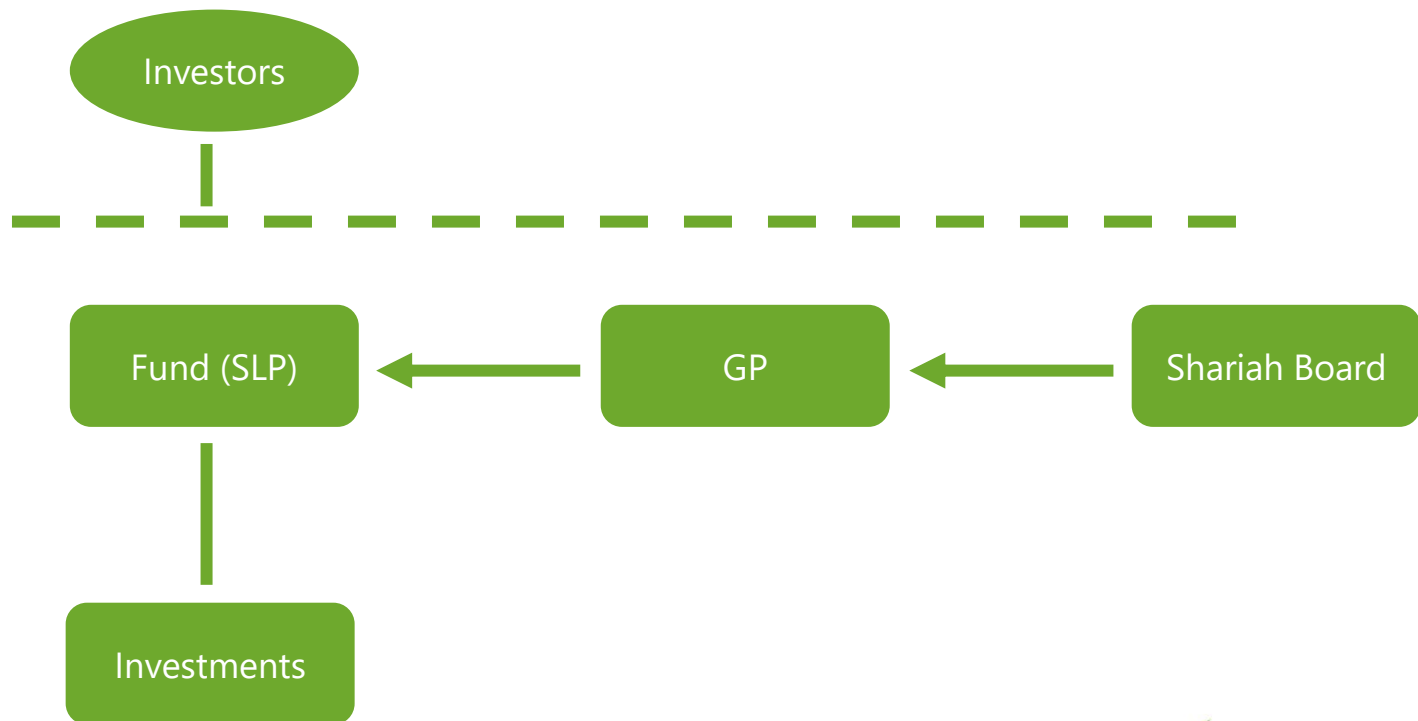 Investors
Fund (SLP)
GP
Shariah Board
Investments